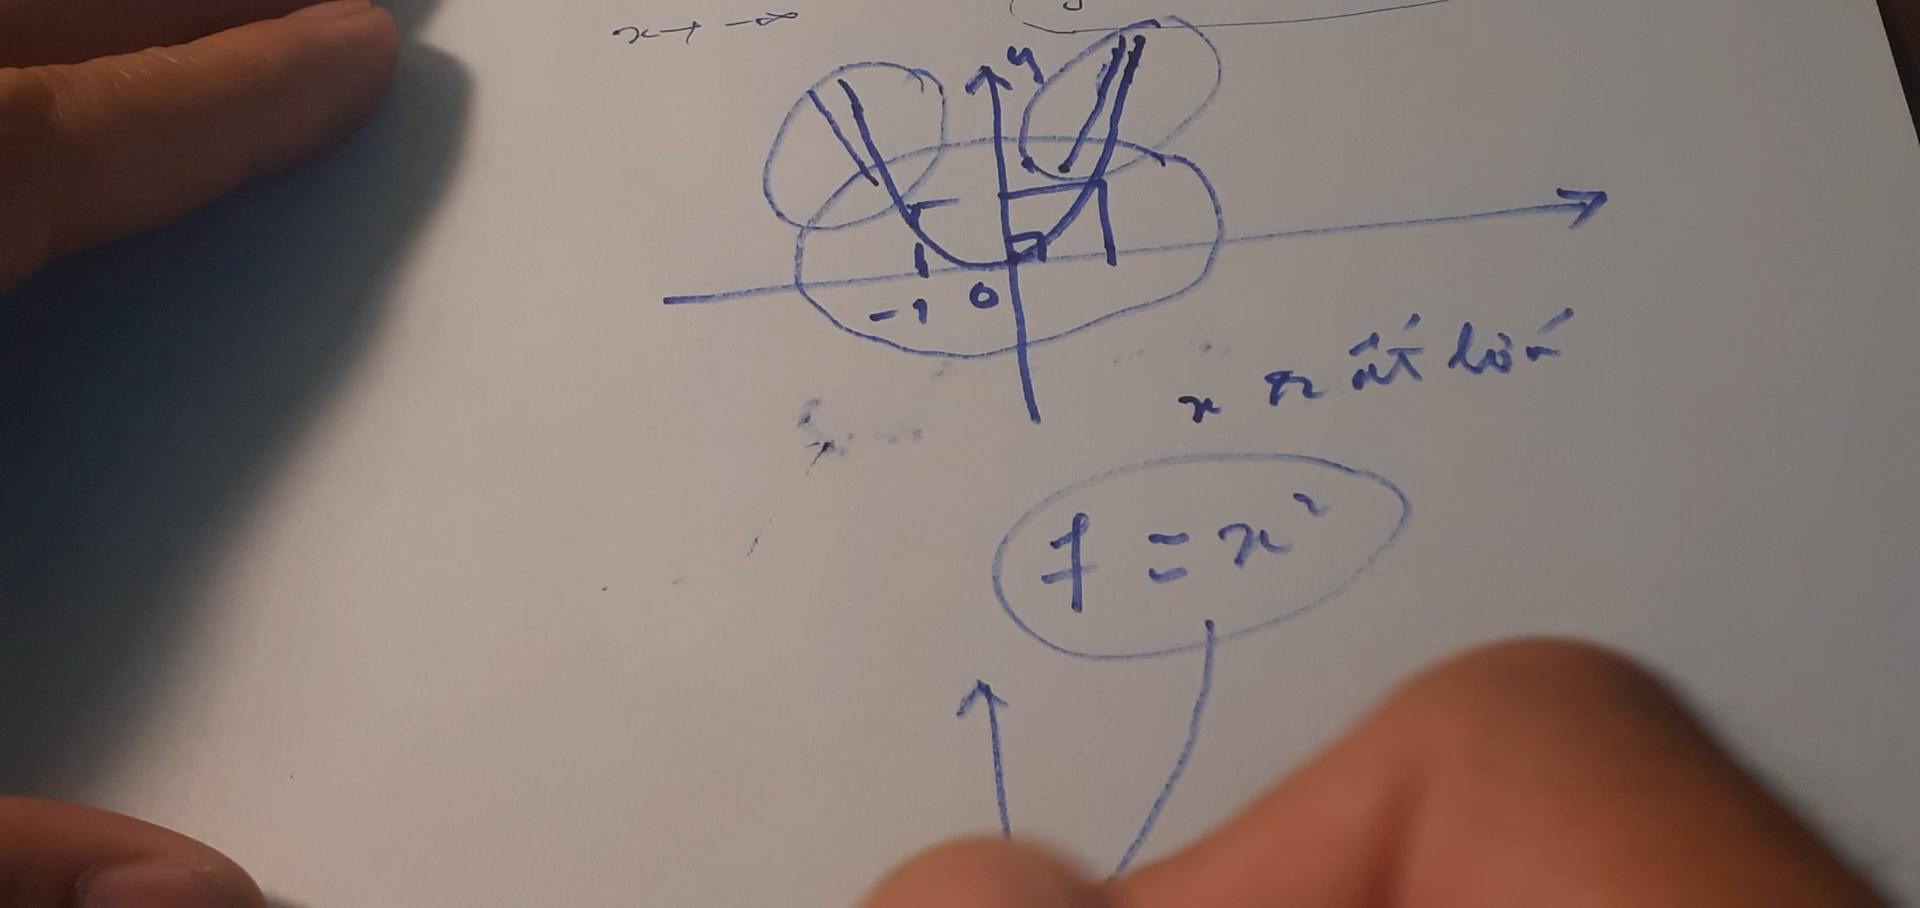 x → -∞
y
-1 0
x rất lớn
f = x²